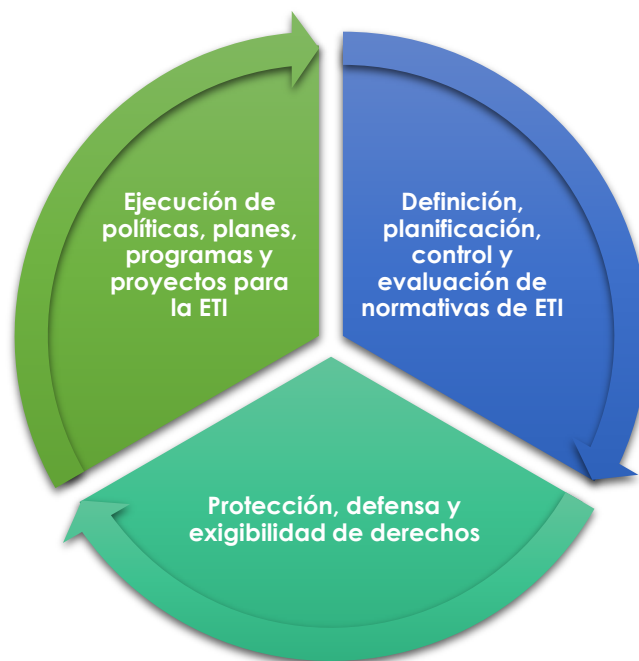 Ejecución de
políticas, planes,
programas y
proyectos para
la ETI
Definición,
planificación,
control y
evaluación de
normativas de ETI
Protección, defensa y
exigibilidad de derechos